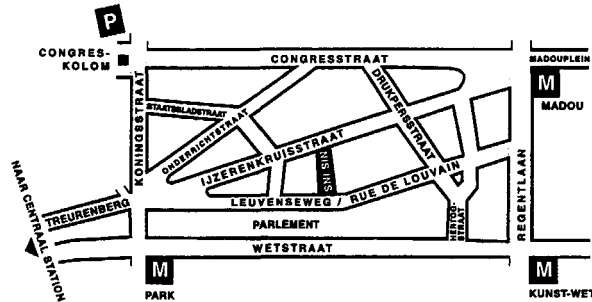 P
CONGRES-
KOLOM
CONGRESSTRAAT
MADOUPLEIN
M
MADOU
KONINGSSTRAAT
STAATSBLADSTRAAT
ONDERRICHTSTRAAT
DRUKPERSSTRAAT
IJZERENKRUISSTRAAT
NIS INS
NAAR CENTRAAL STATION
TREURENBERG
LEUVENSEWEG / RUE DE LOUVAIN
PARLEMENT
HERTOG-
STRAAT
REGENTLAAN
WETSTRAAT
M
PARK
M
KUNST-WET